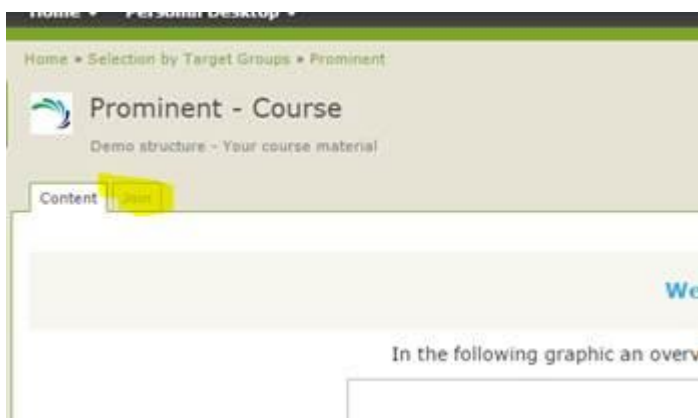 Home Personal Desktop
Home » Selection by Target Groups » Prominent
Prominent - Course
Demo structure - Your course material
Content Join
We
In the following graphic an overv